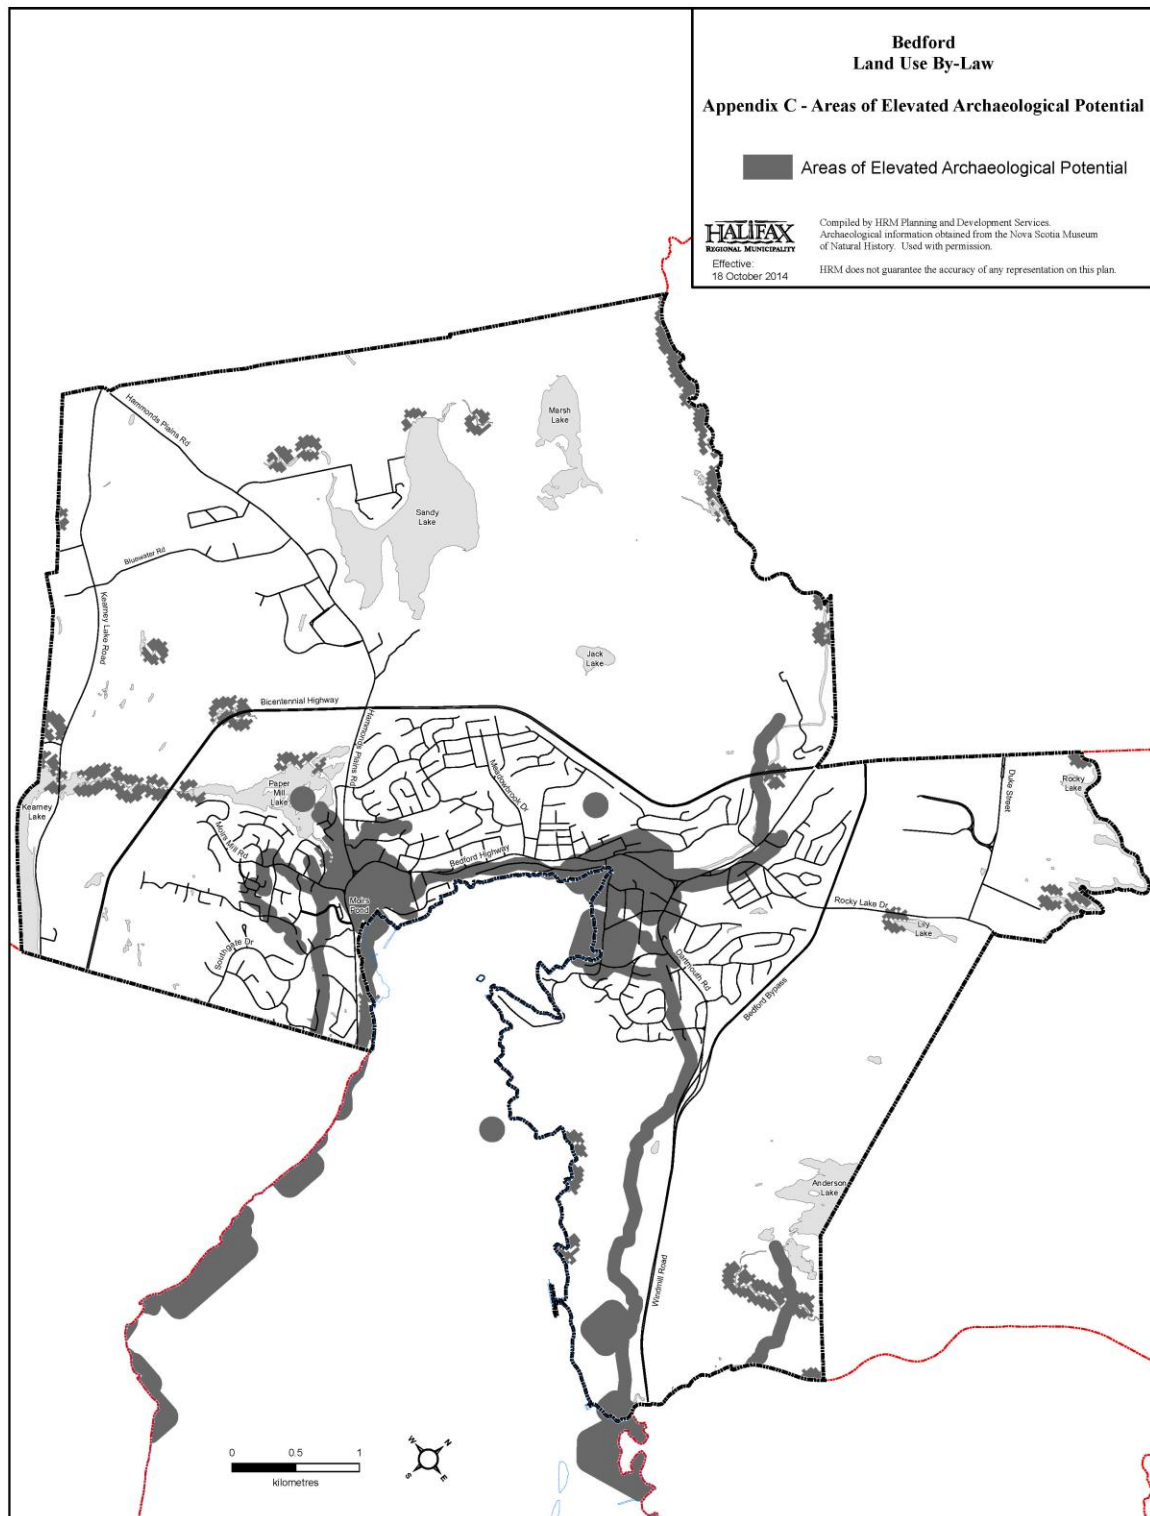 Bedford
Land Use By-Law
Appendix C - Areas of Elevated Archaeological Potential
Areas of Elevated Archaeological Potential
HALIFAX
REGIONAL MUNICIPALITY
Effective:
18 October 2014
Compiled by HRM Planning and Development Services.
Archaeological information obtained from the Nova Scotia Museum
of Natural History. Used with permission.
HRM does not guarantee the accuracy of any representation on this plan.
Hammonds Plains Rd
Marsh
Lake
Sandy
Lake
Bluewater Rd
Kearney Lake Road
Jack
Lake
Bicentennial Highway
Hammonds Plains Rd
Meadowbrook Dr
Duke Street
Rocky
Lake
Paper
Mill
Lake
Kearney
Lake
Moirs Mill Rd
Bedford Highway
Moirs
Pond
Rocky Lake Dr
Lily
Lake
Southgate Dr
Dartmouth Rd
Bedford Bypass
Anderson
Lake
Windmill Road
0 0.5 1
kilometres
W N
S E